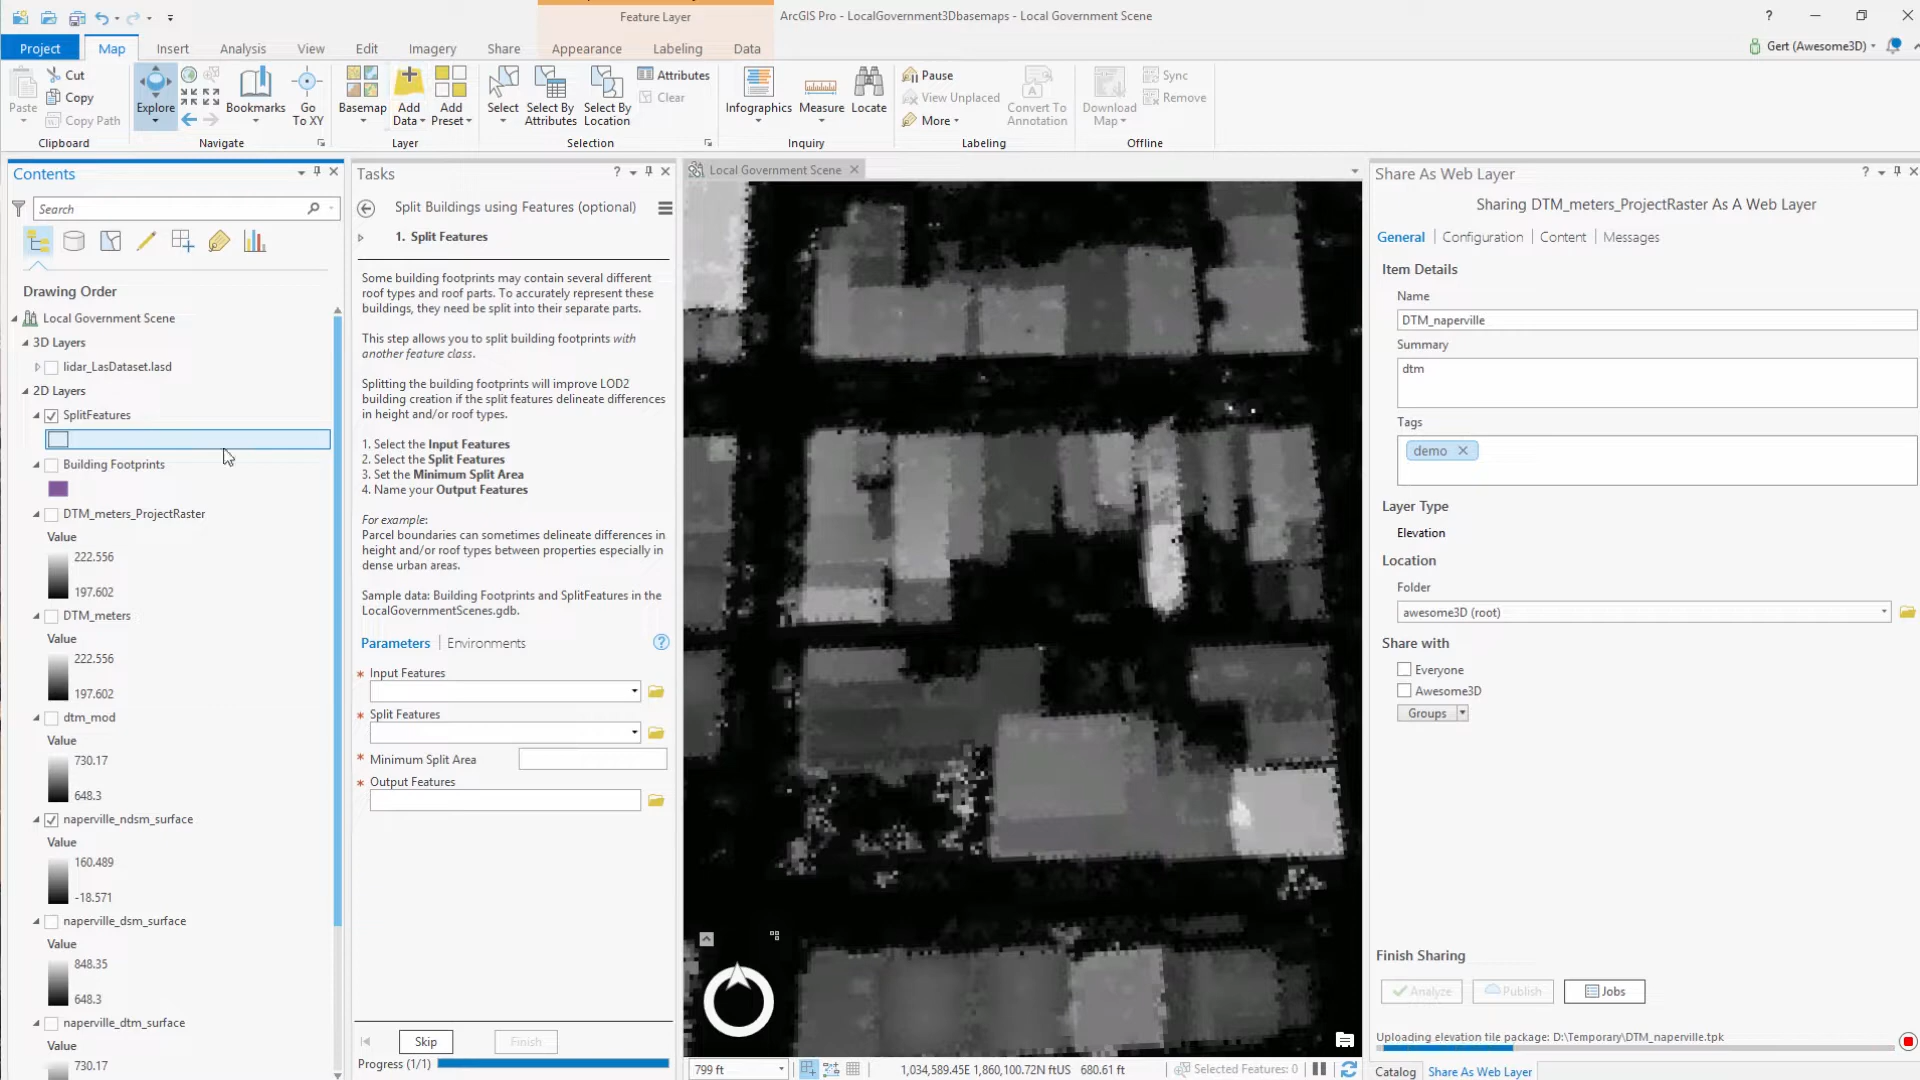 Feature Layer
ArcGIS Pro - LocalGovernment3Dbasemaps - Local Government Scene
?
Project
Map
Insert
Analysis
View
Edit
Imagery
Share
Appearance
Labeling
Data
Gert (Awesome3D)
Paste
Cut
Copy
Copy Path
Clipboard
Explore
Bookmarks
Go
To XY
Navigate
Basemap
Add
Data
Add
Preset
Layer
Select
Select By
Attributes
Select By
Location
Attributes
Clear
Selection
Infographics
Measure
Locate
Inquiry
Pause
View Unplaced
More
Convert To
Annotation
Labeling
Download
Map
Sync
Remove
Offline
Contents
Search
Drawing Order
Local Government Scene
3D Layers
lidar_LasDataset.lasd
2D Layers
SplitFeatures
Building Footprints
DTM_meters_ProjectRaster
Value
222.556
197.602
DTM_meters
Value
222.556
197.602
dtm_mod
Value
730.17
648.3
naperville_ndsm_surface
Value
160.489
-18.571
naperville_dsm_surface
Value
848.35
648.3
naperville_dtm_surface
Value
730.17
Tasks
?
Split Buildings using Features (optional)
1. Split Features
Some building footprints may contain several different
roof types and roof parts. To accurately represent these
buildings, they need be split into their separate parts.
This step allows you to split building footprints with
another feature class.
Splitting the building footprints will improve LOD2
building creation if the split features delineate differences
in height and/or roof types.
1. Select the Input Features
2. Select the Split Features
3. Set the Minimum Split Area
4. Name your Output Features
For example:
Parcel boundaries can sometimes delineate differences in
height and/or roof types between properties especially in
dense urban areas.
Sample data: Building Footprints and SplitFeatures in the
LocalGovernmentScenes.gdb.
Parameters
Environments
?
* Input Features
* Split Features
* Minimum Split Area
* Output Features
Skip
Finish
Progress (1/1)
Local Government Scene
799 ft
1,034,589.45E 1,860,100.72N ftUS
680.61 ft
Selected Features: 0
Share As Web Layer
?
Sharing DTM_meters_ProjectRaster As A Web Layer
General
Configuration
Content
Messages
Item Details
Name
DTM_naperville
Summary
dtm
Tags
demo
Layer Type
Elevation
Location
Folder
awesome3D (root)
Share with
Everyone
Awesome3D
Groups
Finish Sharing
Analyze
Publish
Jobs
Uploading elevation tile package: D:\Temporary\DTM_naperville.tpk
Catalog
Share As Web Layer